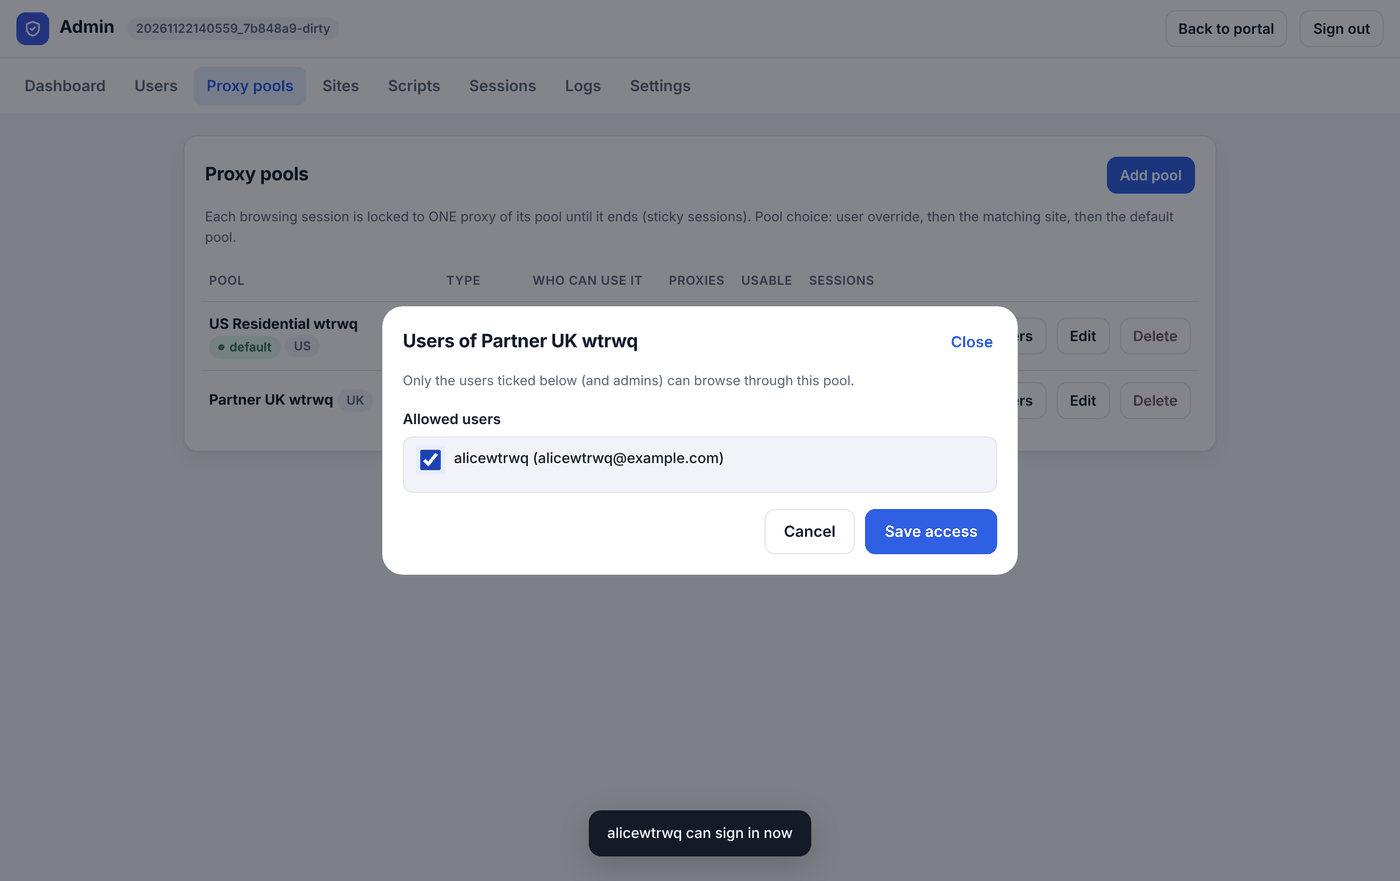 Admin 20261122140559_7b848a9-dirty Back to portal Sign out
Dashboard Users Proxy pools Sites Scripts Sessions Logs Settings
Proxy pools Add pool
Each browsing session is locked to ONE proxy of its pool until it ends (sticky sessions). Pool choice: user override, then the matching site, then the default
pool.
POOL TYPE WHO CAN USE IT PROXIES USABLE SESSIONS
US Residential wtrwq
default US
Edit Delete
Partner UK wtrwq UK Edit Delete
Users of Partner UK wtrwq Close
Only the users ticked below (and admins) can browse through this pool.
Allowed users
alicewtrwq (alicewtrwq@example.com)
Cancel Save access
alicewtrwq can sign in now